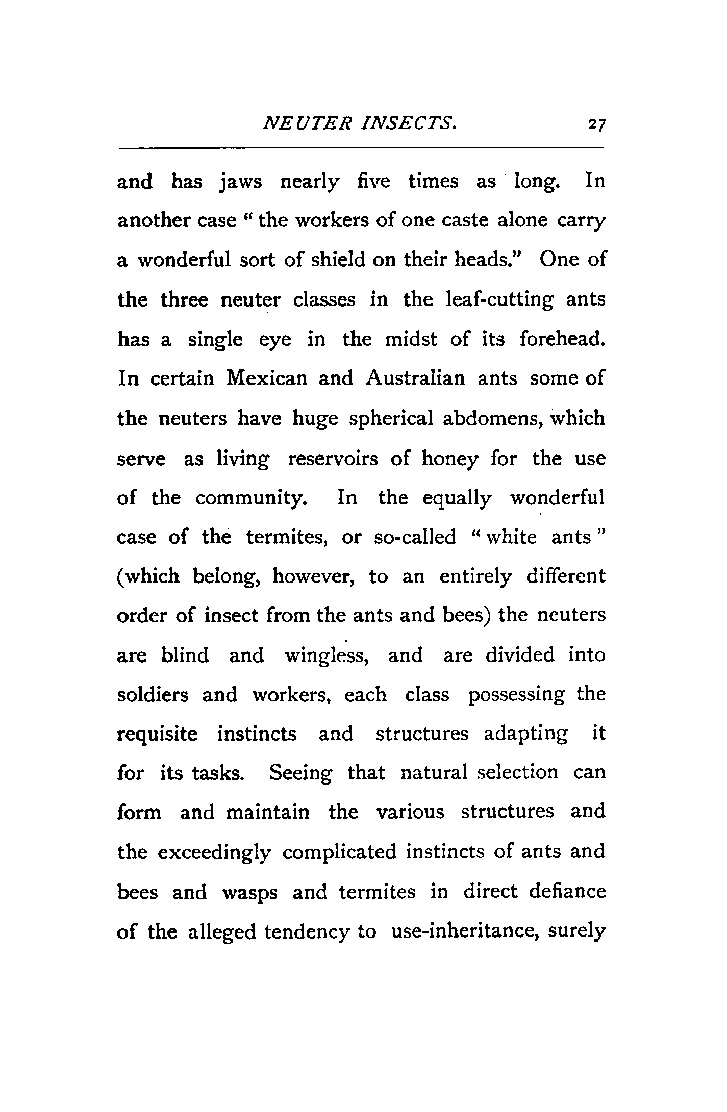 NEUTER INSECTS. 27
and has jaws nearly five times as long. In
another case “ the workers of one caste alone carry
a wonderful sort of shield on their heads.” One of
the three neuter classes in the leaf-cutting ants
has a single eye in the midst of its forehead.
In certain Mexican and Australian ants some of
the neuters have huge spherical abdomens, which
serve as living reservoirs of honey for the use
of the community. In the equally wonderful
case of the termites, or so-called “ white ants ”
(which belong, however, to an entirely different
order of insect from the ants and bees) the neuters
are blind and wingless, and are divided into
soldiers and workers, each class possessing the
requisite instincts and structures adapting it
for its tasks. Seeing that natural selection can
form and maintain the various structures and
the exceedingly complicated instincts of ants and
bees and wasps and termites in direct defiance
of the alleged tendency to use-inheritance, surely